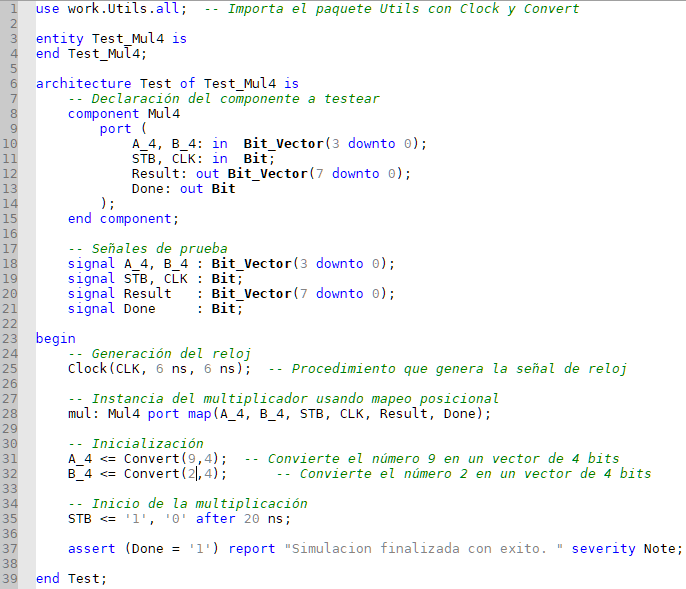 1 use work.Utils.all;  -- Importa el paquete Utils con Clock y Convert
2
3 entity Test_Mul4 is
4 end Test_Mul4;
5
6 architecture Test of Test_Mul4 is
7     -- Declaración del componente a testear
8     component Mul4
9         port (
10             A_4, B_4: in  Bit_Vector(3 downto 0);
11             STB, CLK: in  Bit;
12             Result: out Bit_Vector(7 downto 0);
13             Done: out Bit
14         );
15     end component;
16
17     -- Señales de prueba
18     signal A_4, B_4 : Bit_Vector(3 downto 0);
19     signal STB, CLK : Bit;
20     signal Result   : Bit_Vector(7 downto 0);
21     signal Done     : Bit;
22
23 begin
24     -- Generación del reloj
25     Clock(CLK, 6 ns, 6 ns);  -- Procedimiento que genera la señal de reloj
26
27     -- Instancia del multiplicador usando mapeo posicional
28     mul: Mul4 port map(A_4, B_4, STB, CLK, Result, Done);
29
30     -- Inicialización
31     A_4 <= Convert(9,4);  -- Convierte el número 9 en un vector de 4 bits
32     B_4 <= Convert(2,4);      -- Convierte el número 2 en un vector de 4 bits
33
34     -- Inicio de la multiplicación
35     STB <= '1', '0' after 20 ns;
36
37     assert (Done = '1') report "Simulacion finalizada con exito. " severity Note;
38
39 end Test;